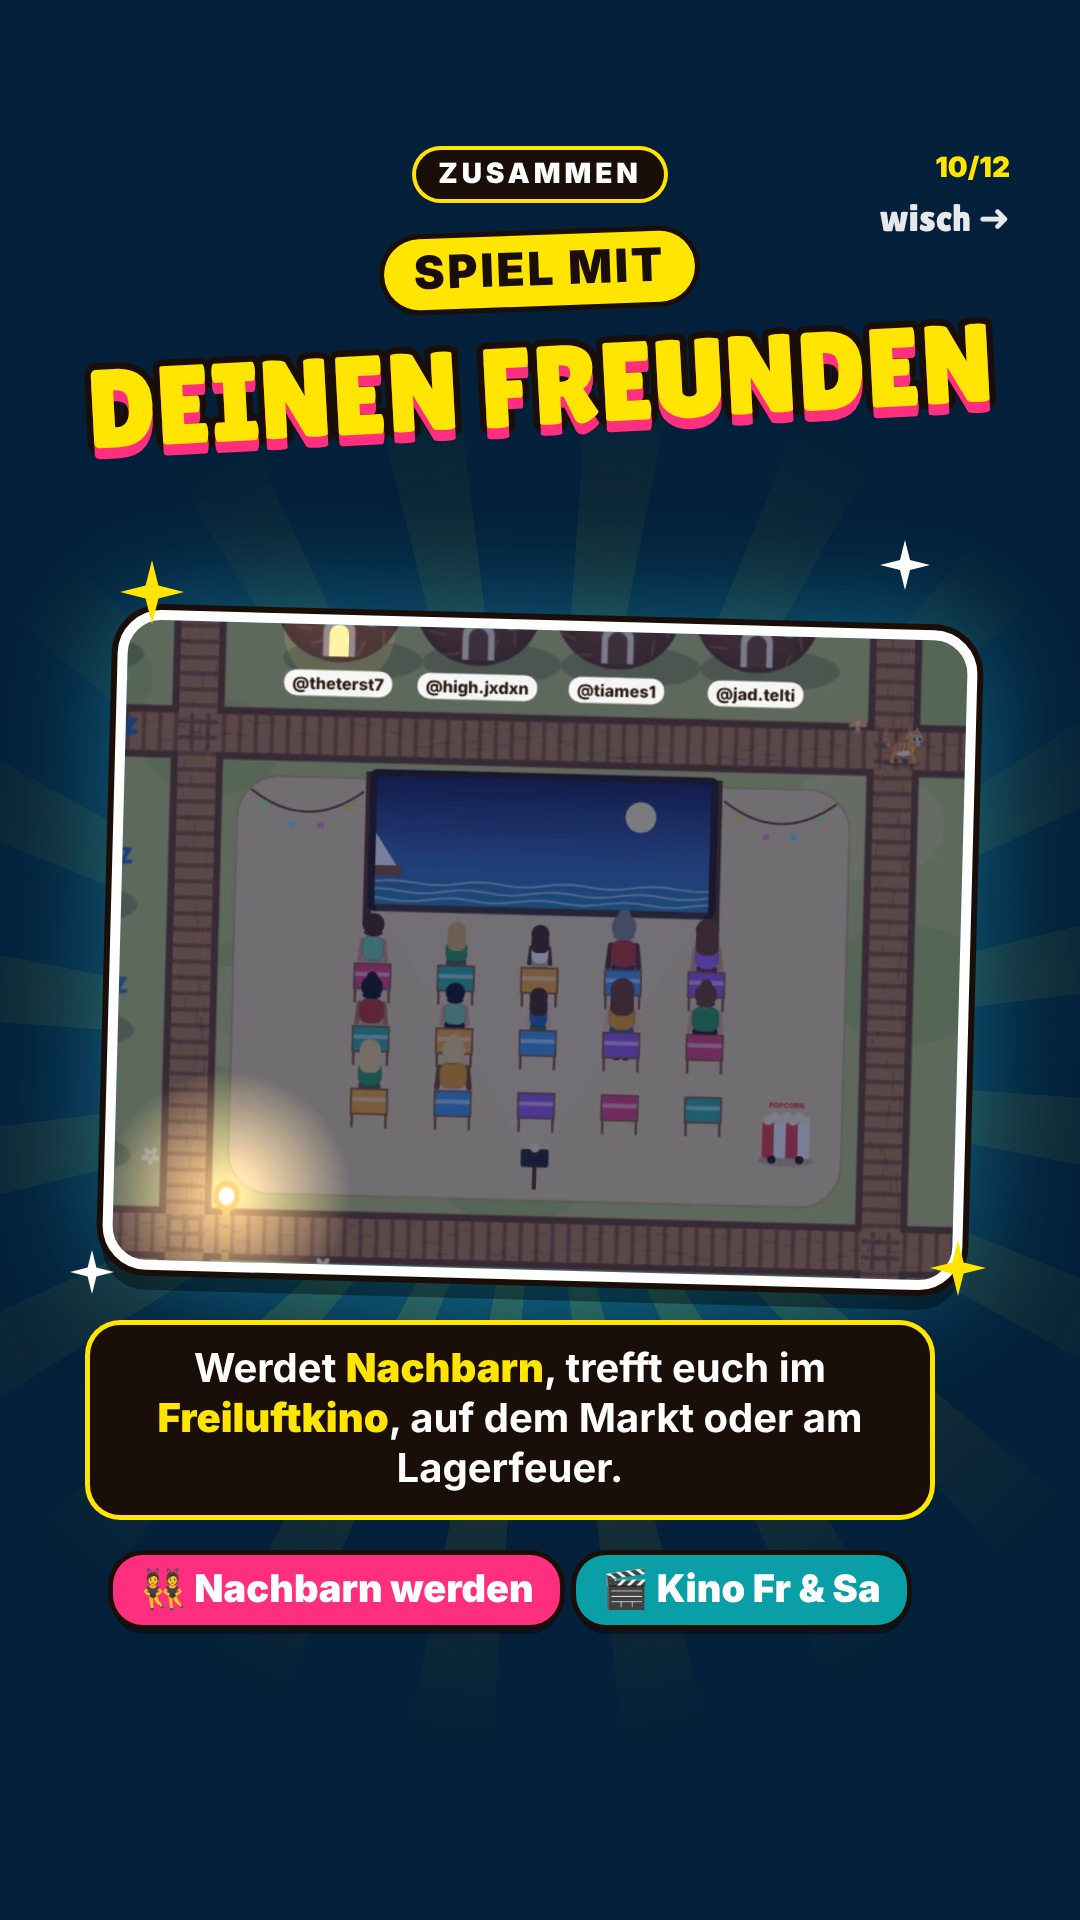 ZUSAMMEN
10/12
wisch →
SPIEL MIT
DEINEN FREUNDEN
@theterst7 @high.jxdxn @tiames1 @jad.telti
z
z
z
POPCORN
Werdet Nachbarn, trefft euch im
Freiluftkino, auf dem Markt oder am
Lagerfeuer.
👯 Nachbarn werden 🎬 Kino Fr & Sa